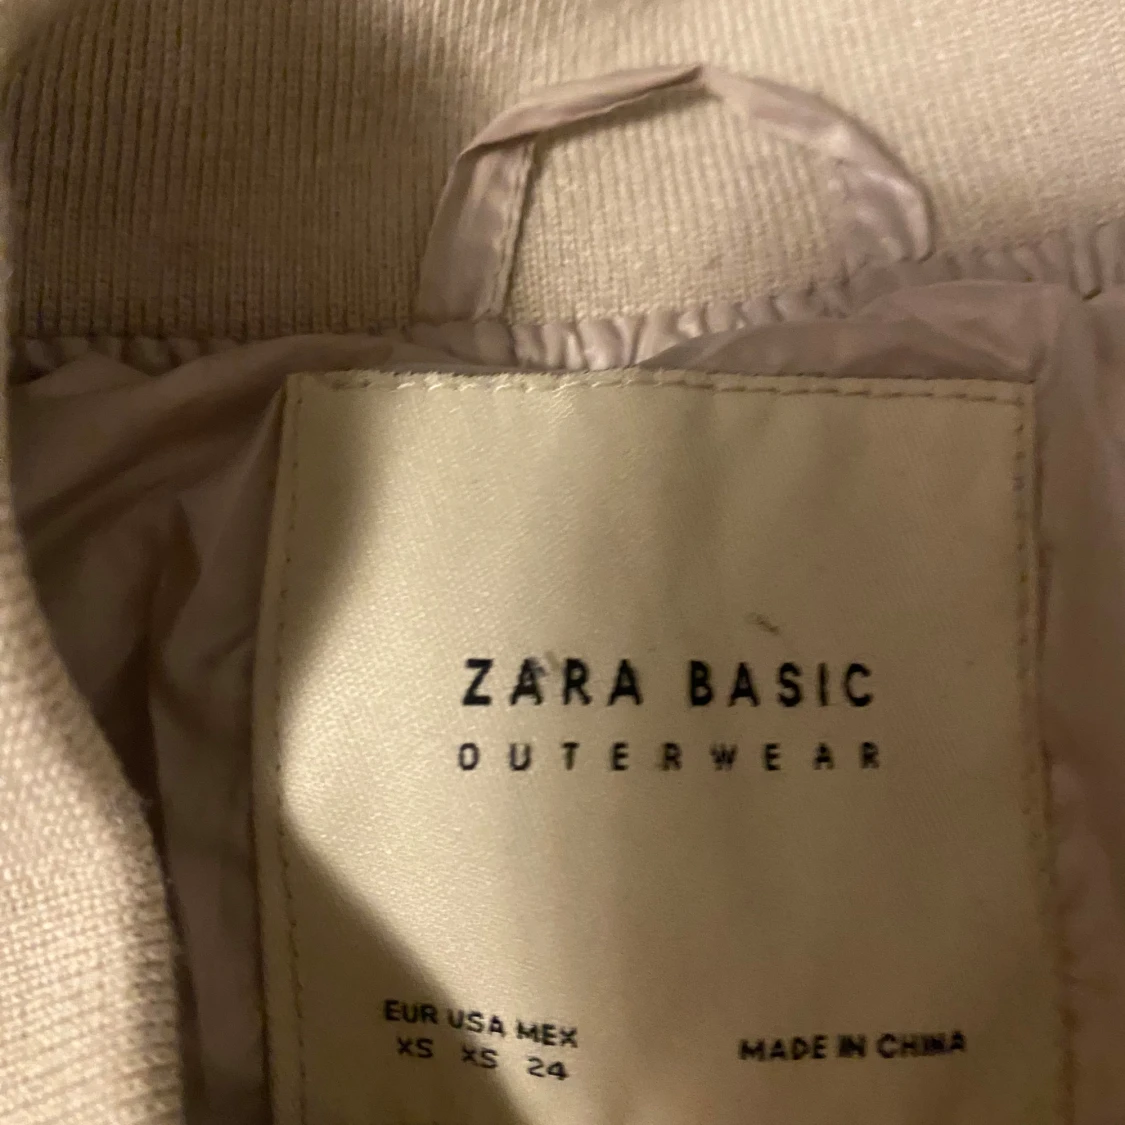 ZARA BASIC
OUTERWEAR
EUR USA MEX
XS XS 24
MADE IN CHINA